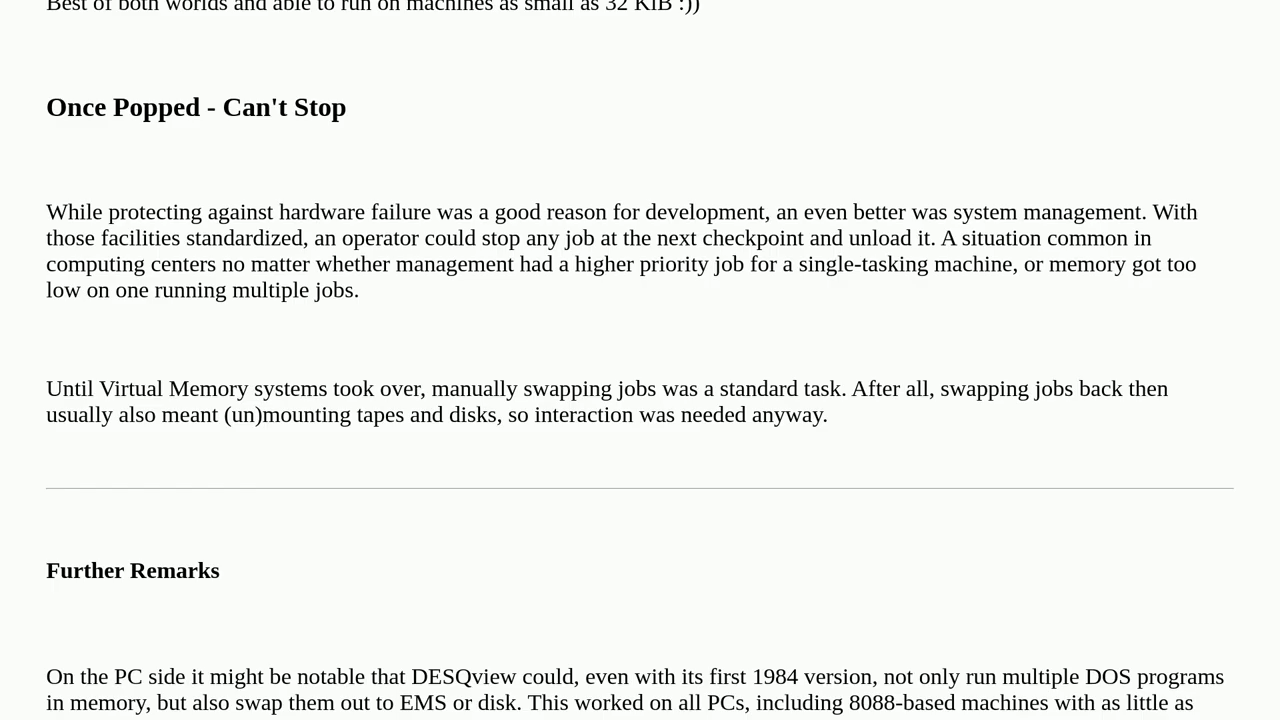 Best of both worlds and able to run on machines as small as 32 KiB :))
Once Popped - Can't Stop
While protecting against hardware failure was a good reason for development, an even better was system management. With
those facilities standardized, an operator could stop any job at the next checkpoint and unload it. A situation common in
computing centers no matter whether management had a higher priority job for a single-tasking machine, or memory got too
low on one running multiple jobs.
Until Virtual Memory systems took over, manually swapping jobs was a standard task. After all, swapping jobs back then
usually also meant (un)mounting tapes and disks, so interaction was needed anyway.
Further Remarks
On the PC side it might be notable that DESQview could, even with its first 1984 version, not only run multiple DOS programs
in memory, but also swap them out to EMS or disk. This worked on all PCs, including 8088-based machines with as little as